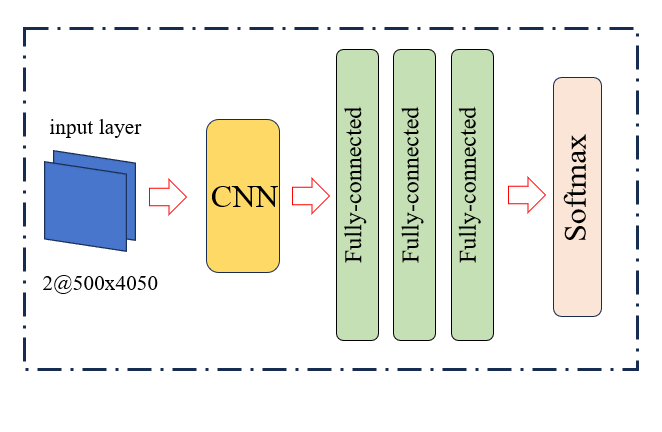 input layer
2@500x4050
CNN
Fully-connected
Fully-connected
Fully-connected
Softmax